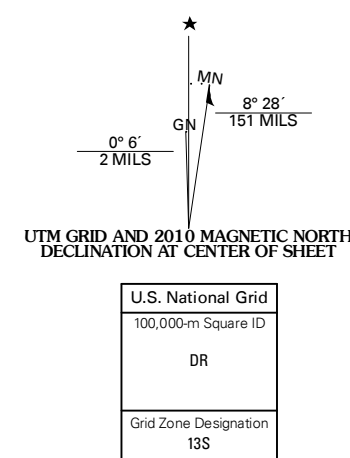 ★
MN
GN
8° 28´
151 MILS
0° 6´
2 MILS
UTM GRID AND 2010 MAGNETIC NORTH
DECLINATION AT CENTER OF SHEET
U.S. National Grid
100,000-m Square ID
DR
Grid Zone Designation
13S